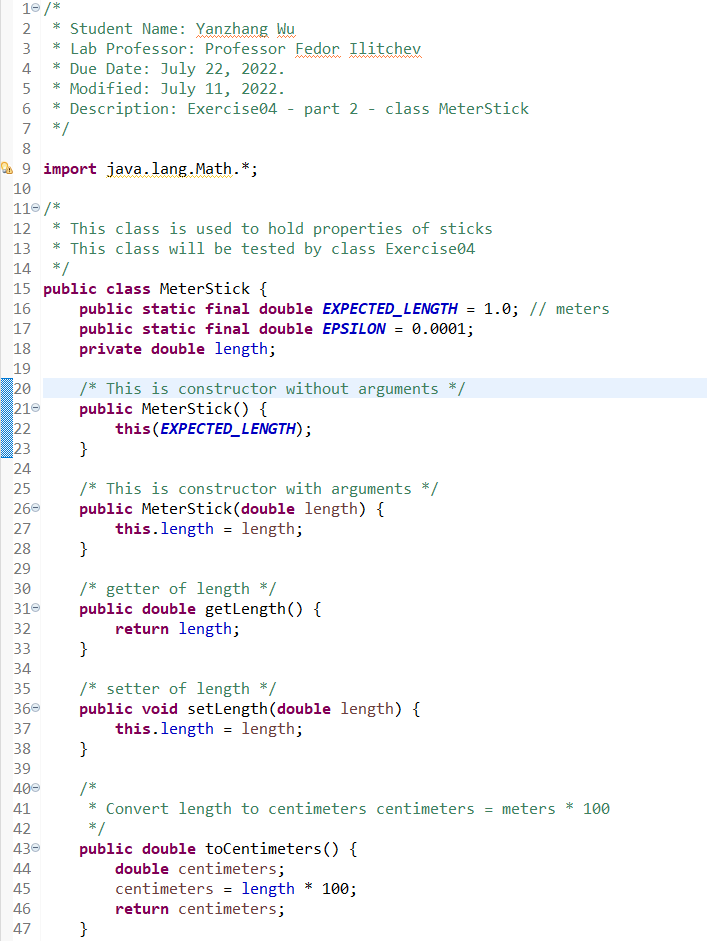 1 /*
2  * Student Name: Yanzhang Wu
3  * Lab Professor: Professor Fedor Ilitchev
4  * Due Date: July 22, 2022.
5  * Modified: July 11, 2022.
6  * Description: Exercise04 - part 2 - class MeterStick
7  */
8
9 import java.lang.Math.*;
10
11 /*
12  * This class is used to hold properties of sticks
13  * This class will be tested by class Exercise04
14  */
15 public class MeterStick {
16     public static final double EXPECTED_LENGTH = 1.0; // meters
17     public static final double EPSILON = 0.0001;
18     private double length;
19
20     /* This is constructor without arguments */
21     public MeterStick() {
22         this(EXPECTED_LENGTH);
23     }
24
25     /* This is constructor with arguments */
26     public MeterStick(double length) {
27         this.length = length;
28     }
29
30     /* getter of length */
31     public double getLength() {
32         return length;
33     }
34
35     /* setter of length */
36     public void setLength(double length) {
37         this.length = length;
38     }
39
40     /*
41      * Convert length to centimeters centimeters = meters * 100
42      */
43     public double toCentimeters() {
44         double centimeters;
45         centimeters = length * 100;
46         return centimeters;
47     }